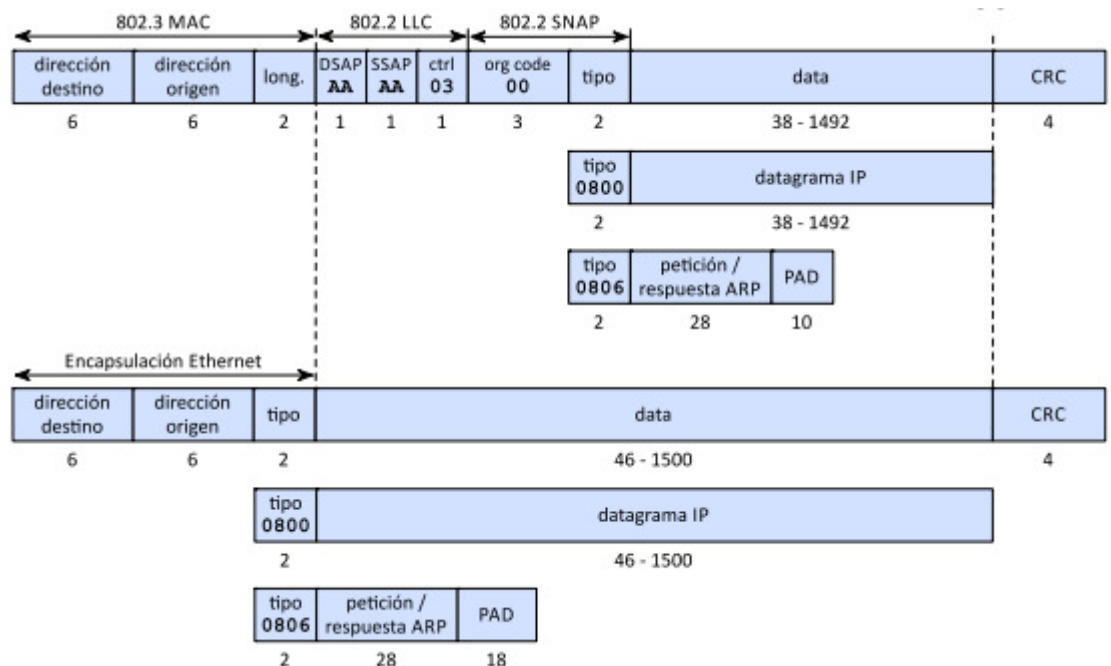 802.3 MAC 802.2 LLC 802.2 SNAP
dirección destino dirección origen long. DSAP AA SSAP AA ctrl 03 org code 00 tipo data CRC
6 6 2 1 1 1 3 2 38 - 1492 4
tipo 0800 datagrama IP
2 38 - 1492
tipo 0806 petición / respuesta ARP PAD
2 28 10
Encapsulación Ethernet
dirección destino dirección origen tipo data CRC
6 6 2 46 - 1500 4
tipo 0800 datagrama IP
2 46 - 1500
tipo 0806 petición / respuesta ARP PAD
2 28 18